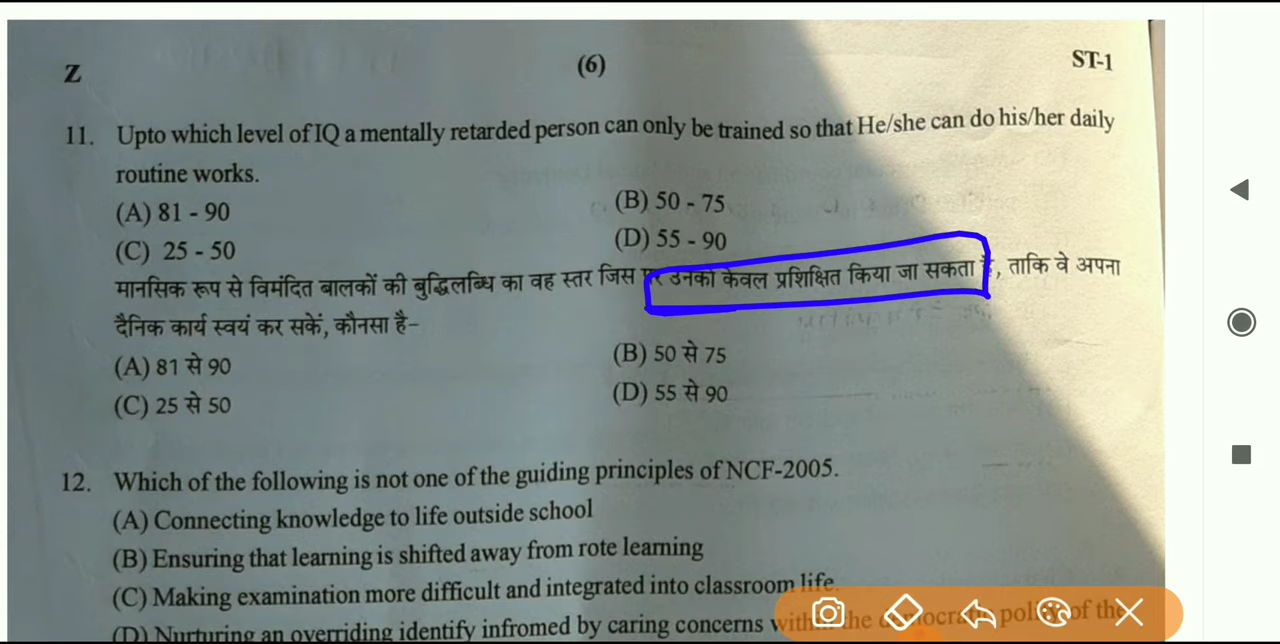 Z (6) ST-1
11. Upto which level of IQ a mentally retarded person can only be trained so that He/she can do his/her daily
routine works.
(A) 81 - 90 (B) 50 - 75
(C) 25 - 50 (D) 55 - 90
मानसिक रूप से विमंदित बालकों की बुद्धिलब्धि का वह स्तर जिस पर उनको केवल प्रशिक्षित किया जा सकता है, ताकि वे अपना
दैनिक कार्य स्वयं कर सकें, कौनसा है–
(A) 81 से 90 (B) 50 से 75
(C) 25 से 50 (D) 55 से 90
12. Which of the following is not one of the guiding principles of NCF-2005.
(A) Connecting knowledge to life outside school
(B) Ensuring that learning is shifted away from rote learning
(C) Making examination more difficult and integrated into classroom life.
(D) Nurturing an overriding identify infromed by caring concerns within the democratic polity of the